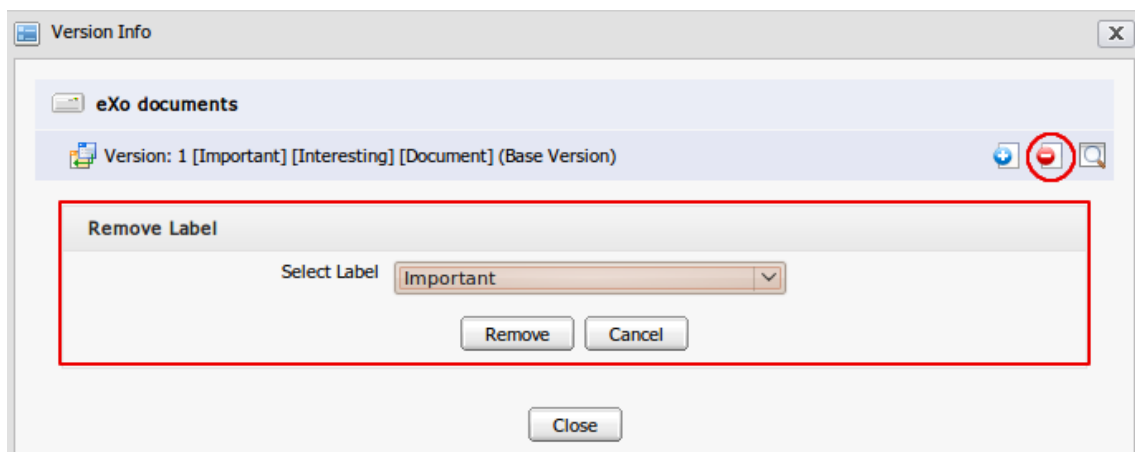 Version Info
eXo documents
Version: 1 [Important] [Interesting] [Document] (Base Version)
Remove Label
Select Label Important
Remove Cancel
Close